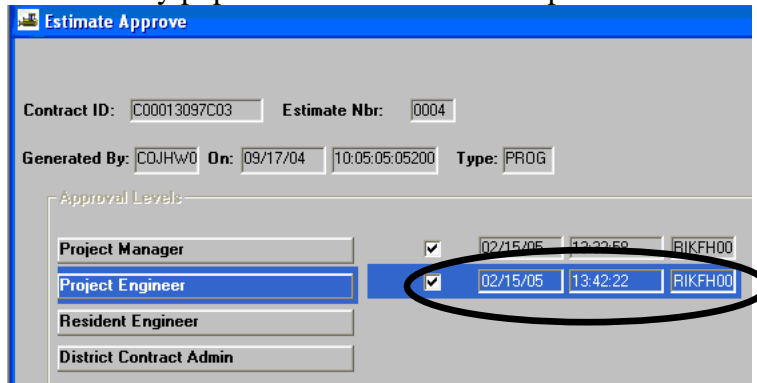 Estimate Approve
Contract ID: C00013097C03 Estimate Nbr: 0004
Generated By: COJHW0 On: 09/17/04 10:05:05:05200 Type: PROG
Approval Levels
Project Manager 02/15/05 RIKFH00
Project Engineer 02/15/05 13:42:22 RIKFH00
Resident Engineer
District Contract Admin